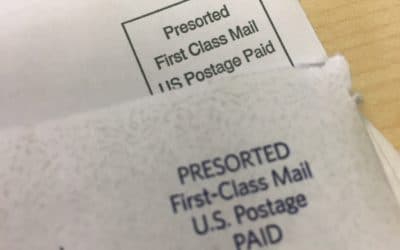 Presorted
First Class Mail
US Postage Paid
PRESORTED
First-Class Mail
U.S. Postage
PAID